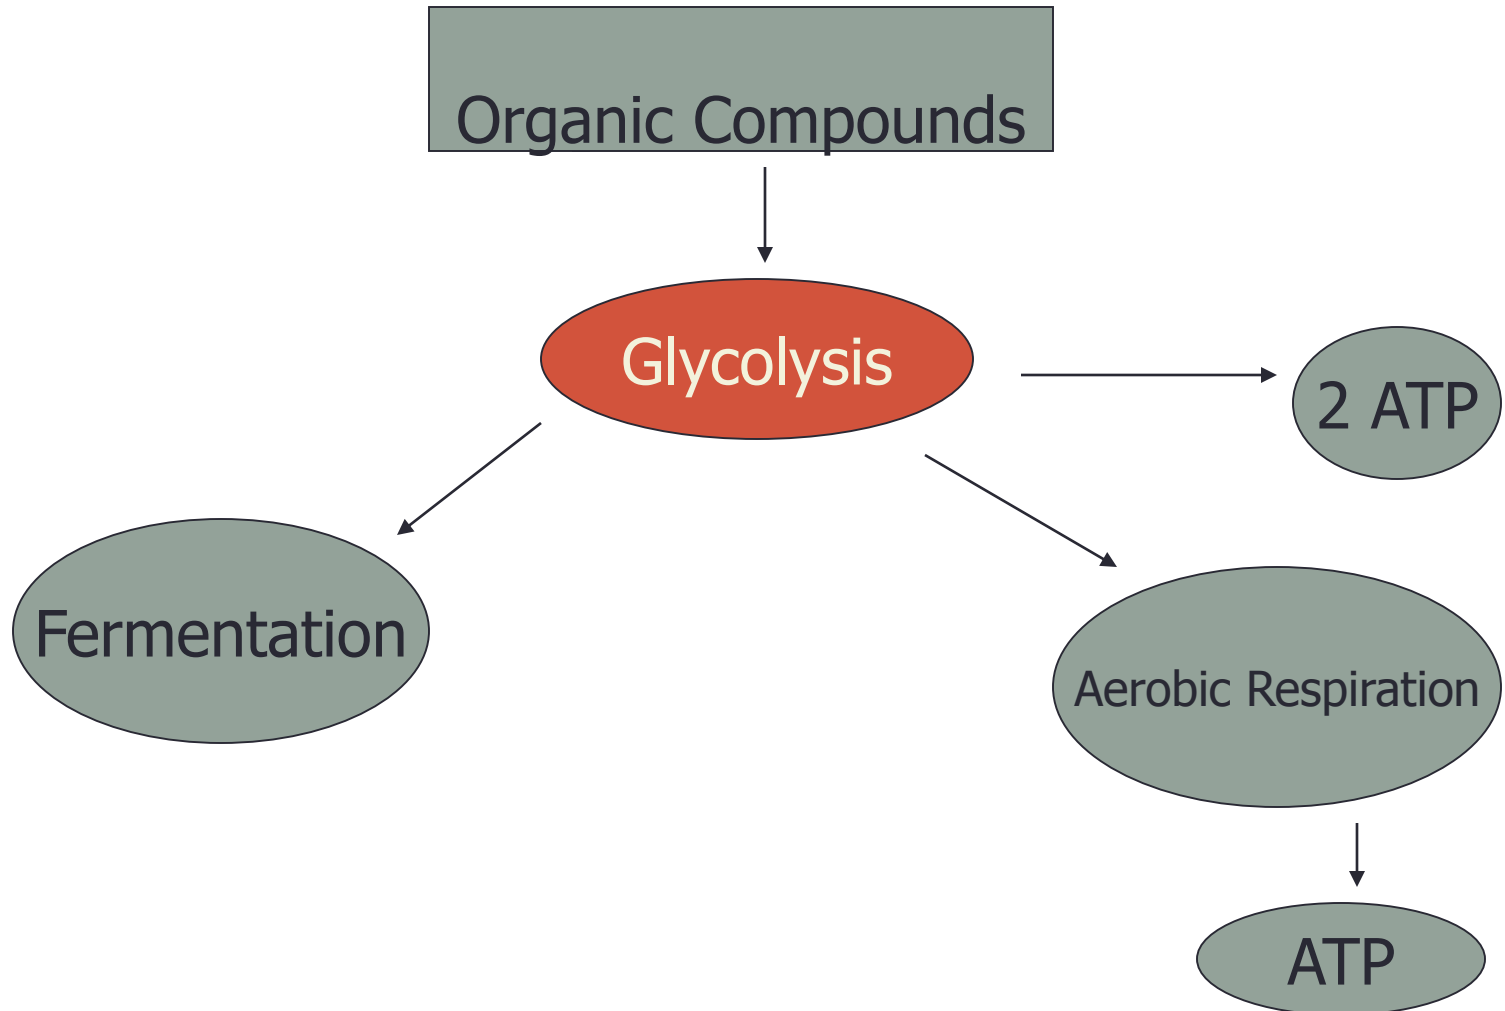 Organic Compounds
Glycolysis
2 ATP
Fermentation
Aerobic Respiration
ATP